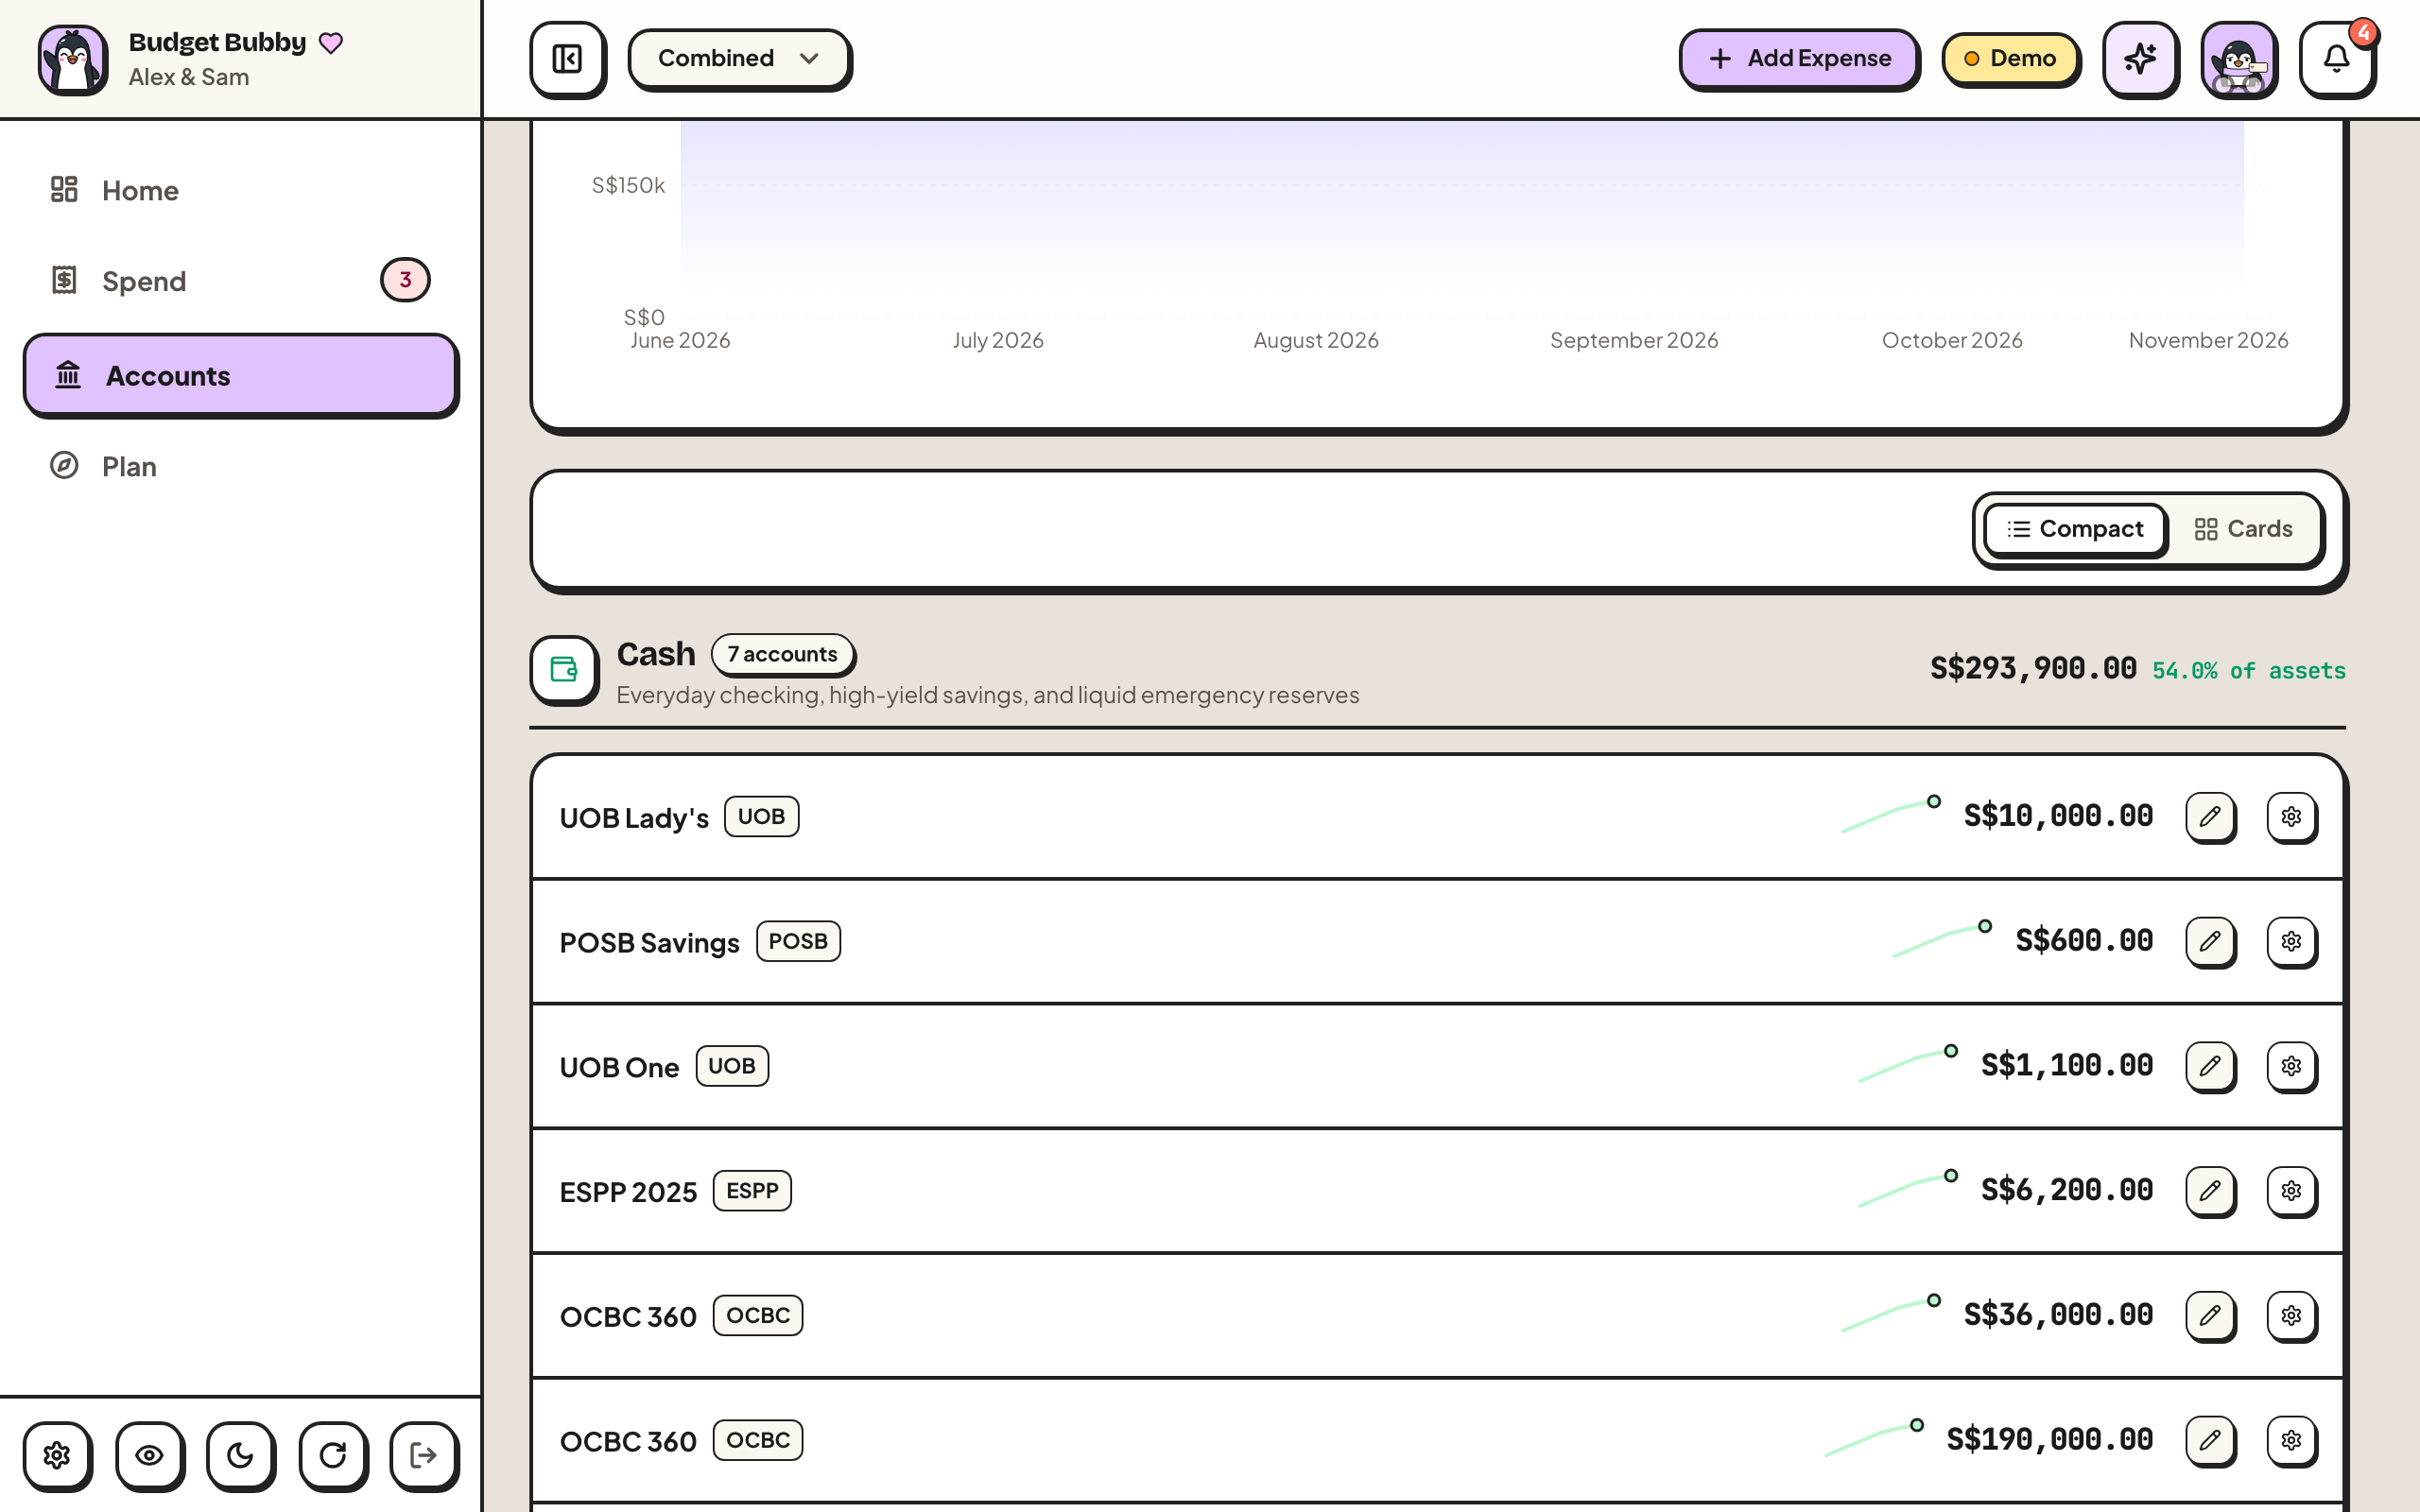 Budget Bubby
Alex & Sam
Combined
Add Expense
Demo
4
Home
Spend
3
Accounts
Plan
S$150k
S$0
June 2026
July 2026
August 2026
September 2026
October 2026
November 2026
Compact
Cards
Cash
7 accounts
Everyday checking, high-yield savings, and liquid emergency reserves
S$293,900.00 54.0% of assets
UOB Lady's UOB S$10,000.00
POSB Savings POSB S$600.00
UOB One UOB S$1,100.00
ESPP 2025 ESPP S$6,200.00
OCBC 360 OCBC S$36,000.00
OCBC 360 OCBC S$190,000.00